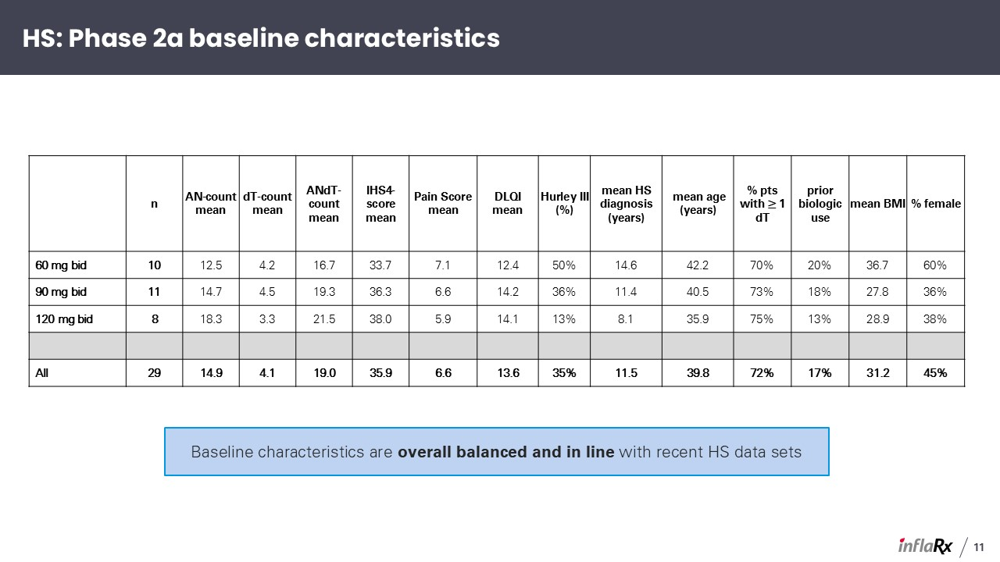 HS: Phase 2a baseline characteristics
n AN-count mean dT-count mean ANdT-count mean IHS4-score mean Pain Score mean DLQI mean Hurley III (%) mean HS diagnosis (years) mean age (years) % pts with ≥ 1 dT prior biologic use mean BMI % female
60 mg bid 10 12.5 4.2 16.7 33.7 7.1 12.4 50% 14.6 42.2 70% 20% 36.7 60%
90 mg bid 11 14.7 4.5 19.3 36.3 6.6 14.2 36% 11.4 40.5 73% 18% 27.8 36%
120 mg bid 8 18.3 3.3 21.5 38.0 5.9 14.1 13% 8.1 35.9 75% 13% 28.9 38%
All 29 14.9 4.1 19.0 35.9 6.6 13.6 35% 11.5 39.8 72% 17% 31.2 45%
Baseline characteristics are overall balanced and in line with recent HS data sets
inflaRx / 11